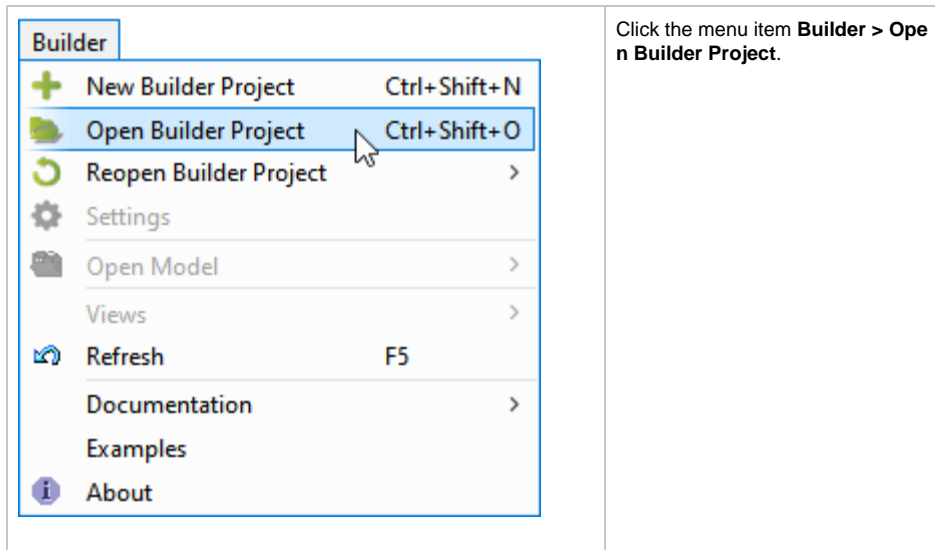 Builder
New Builder Project Ctrl+Shift+N
Open Builder Project Ctrl+Shift+O
Reopen Builder Project >
Settings
Open Model >
Views >
Refresh F5
Documentation >
Examples
About
Click the menu item Builder > Ope
n Builder Project.